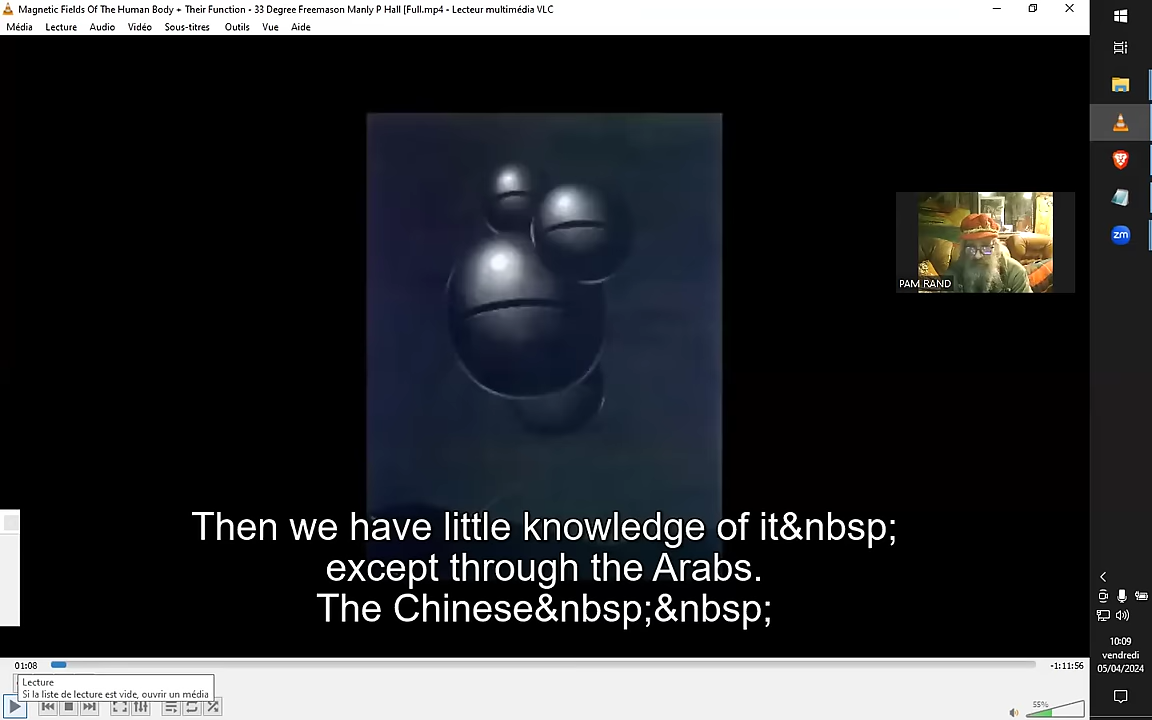 Magnetic Fields Of The Human Body + Their Function - 33 Degree Freemason Manly P Hall [Full.mp4 - Lecteur multimédia VLC
Média Lecture Audio Vidéo Sous-titres Outils Vue Aide
PAM RAND
zm
Then we have little knowledge of it&nbsp;
except through the Arabs.
The Chinese&nbsp;&nbsp;
01:08
-1:11:56
Lecture
Si la liste de lecture est vide, ouvrir un média
55%
10:09
vendredi
05/04/2024